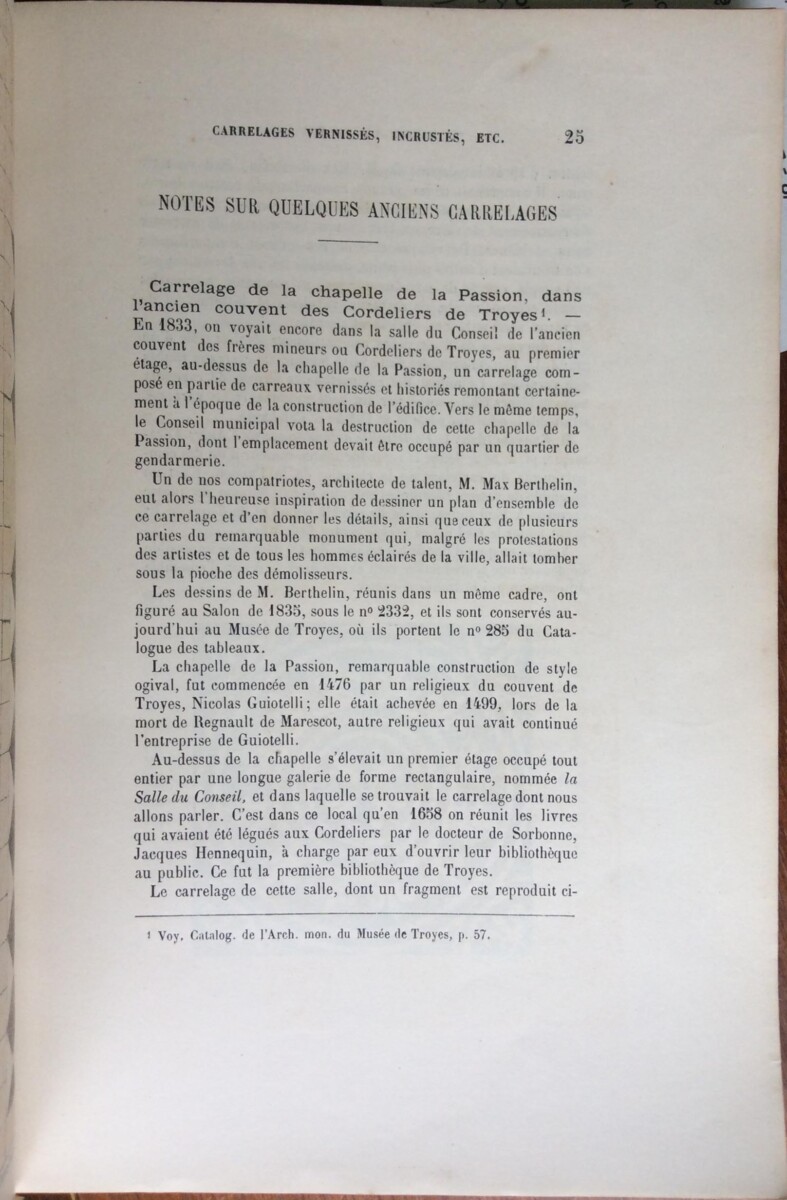 CARRELAGES VERNISSÉS, INCRUSTÉS, ETC. 25
NOTES SUR QUELQUES ANCIENS CARRELAGES
Carrelage de la chapelle de la Passion, dans
l'ancien couvent des Cordeliers de Troyes¹. —
En 1833, on voyait encore dans la salle du Conseil de l'ancien
couvent des frères mineurs ou Cordeliers de Troyes, au premier
étage, au-dessus de la chapelle de la Passion, un carrelage com-
posé en partie de carreaux vernissés et historiés remontant certaine-
ment à l'époque de la construction de l'édifice. Vers le même temps,
le Conseil municipal vota la destruction de cette chapelle de la
Passion, dont l'emplacement devait être occupé par un quartier de
gendarmerie.
Un de nos compatriotes, architecte de talent, M. Max Berthelin,
eut alors l'heureuse inspiration de dessiner un plan d'ensemble de
ce carrelage et d'en donner les détails, ainsi que ceux de plusieurs
parties du remarquable monument qui, malgré les protestations
des artistes et de tous les hommes éclairés de la ville, allait tomber
sous la pioche des démolisseurs.
Les dessins de M. Berthelin, réunis dans un même cadre, ont
figuré au Salon de 1835, sous le nº 2332, et ils sont conservés au-
jourd'hui au Musée de Troyes, où ils portent le nº 285 du Cata-
logue des tableaux.
La chapelle de la Passion, remarquable construction de style
ogival, fut commencée en 1476 par un religieux du couvent de
Troyes, Nicolas Guiotelli; elle était achevée en 1499, lors de la
mort de Regnault de Marescot, autre religieux qui avait continué
l'entreprise de Guiotelli.
Au-dessus de la chapelle s'élevait un premier étage occupé tout
entier par une longue galerie de forme rectangulaire, nommée la
Salle du Conseil, et dans laquelle se trouvait le carrelage dont nous
allons parler. C'est dans ce local qu'en 1658 on réunit les livres
qui avaient été légués aux Cordeliers par le docteur de Sorbonne,
Jacques Hennequin, à charge par eux d'ouvrir leur bibliothèque
au public. Ce fut la première bibliothèque de Troyes.
Le carrelage de cette salle, dont un fragment est reproduit ci-
¹ Voy. Catalog. de l'Arch. mon. du Musée de Troyes, p. 57.